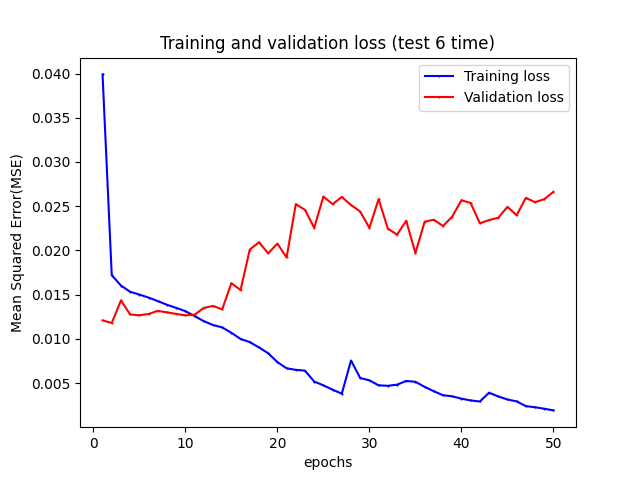 Training and validation loss (test 6 time)
Training loss
Validation loss
Mean Squared Error(MSE)
0.040
0.035
0.030
0.025
0.020
0.015
0.010
0.005
0 10 20 30 40 50
epochs